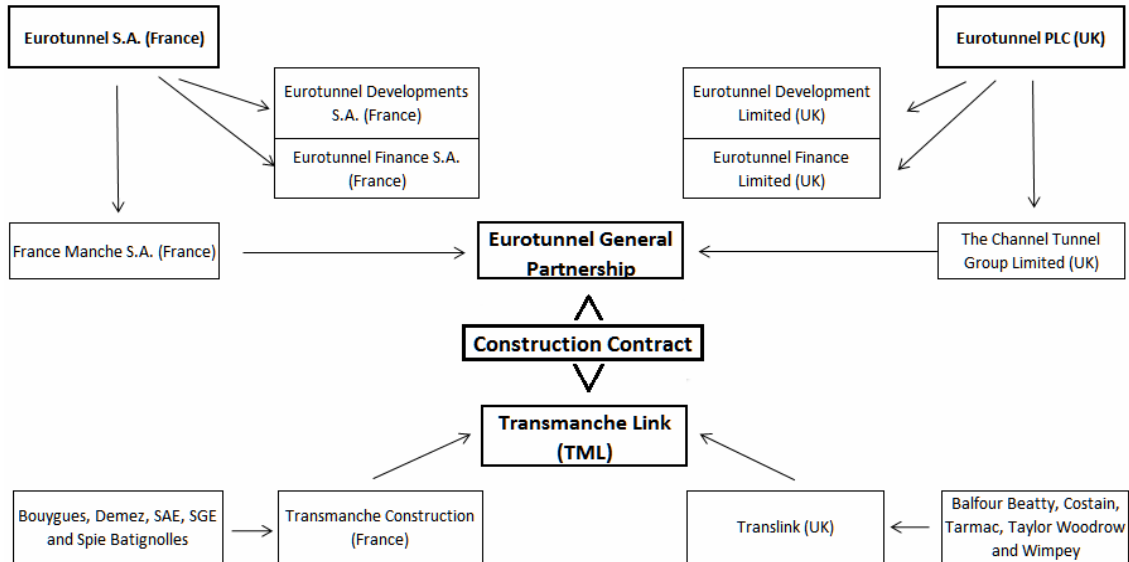 Eurotunnel S.A. (France)
Eurotunnel PLC (UK)
Eurotunnel Developments
S.A. (France)
Eurotunnel Development
Limited (UK)
Eurotunnel Finance S.A.
(France)
Eurotunnel Finance
Limited (UK)
France Manche S.A. (France)
Eurotunnel General
Partnership
The Channel Tunnel
Group Limited (UK)
Construction Contract
Transmanche Link
(TML)
Bouygues, Demez, SAE, SGE
and Spie Batignolles
Transmanche Construction
(France)
Translink (UK)
Balfour Beatty, Costain,
Tarmac, Taylor Woodrow
and Wimpey